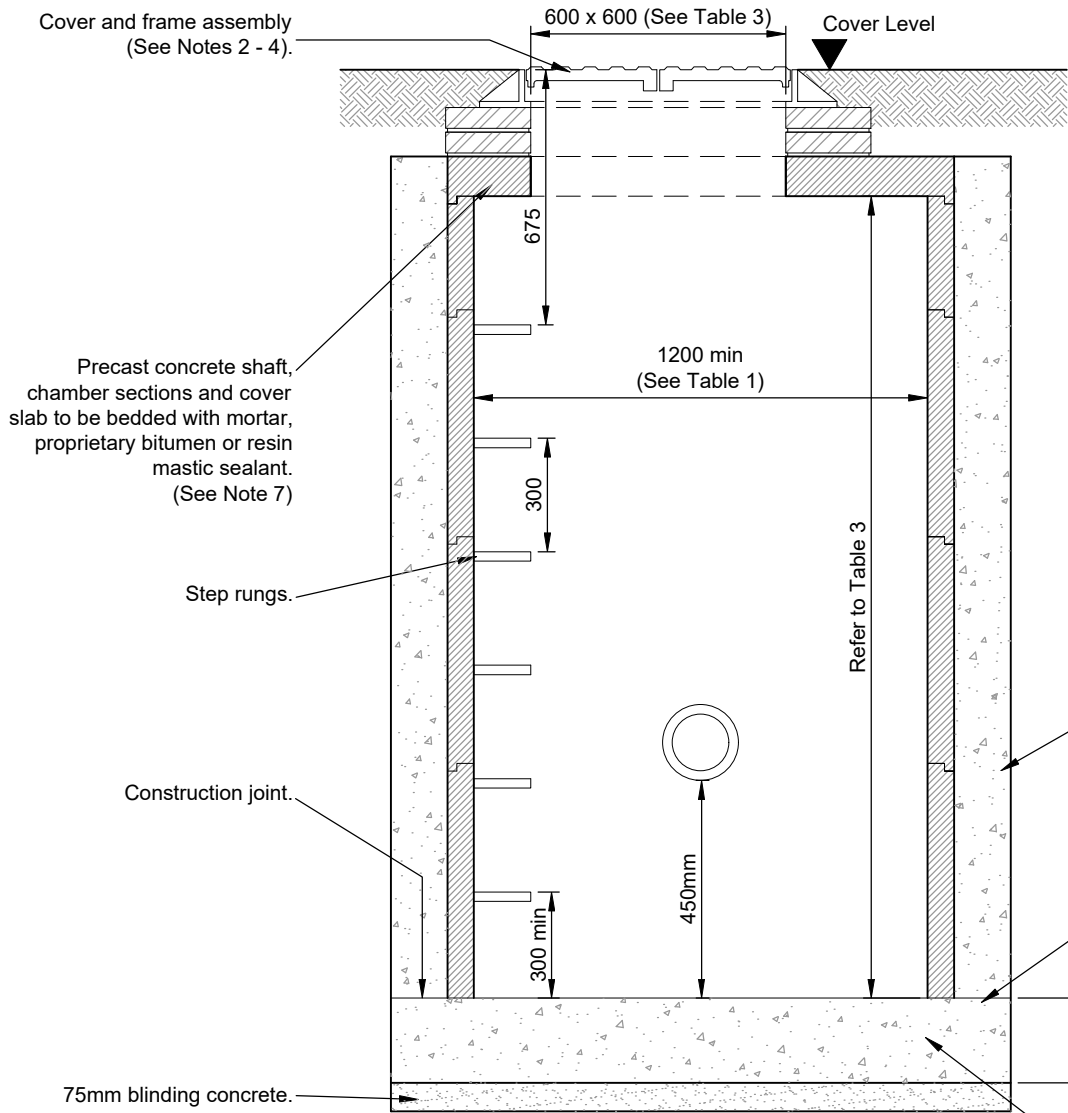 Cover and frame assembly
(See Notes 2 - 4).
600 x 600 (See Table 3)
Cover Level
675
Precast concrete shaft,
chamber sections and cover
slab to be bedded with mortar,
proprietary bitumen or resin
mastic sealant.
(See Note 7)
1200 min
(See Table 1)
300
Step rungs.
Refer to Table 3
Construction joint.
450mm
300 min
75mm blinding concrete.